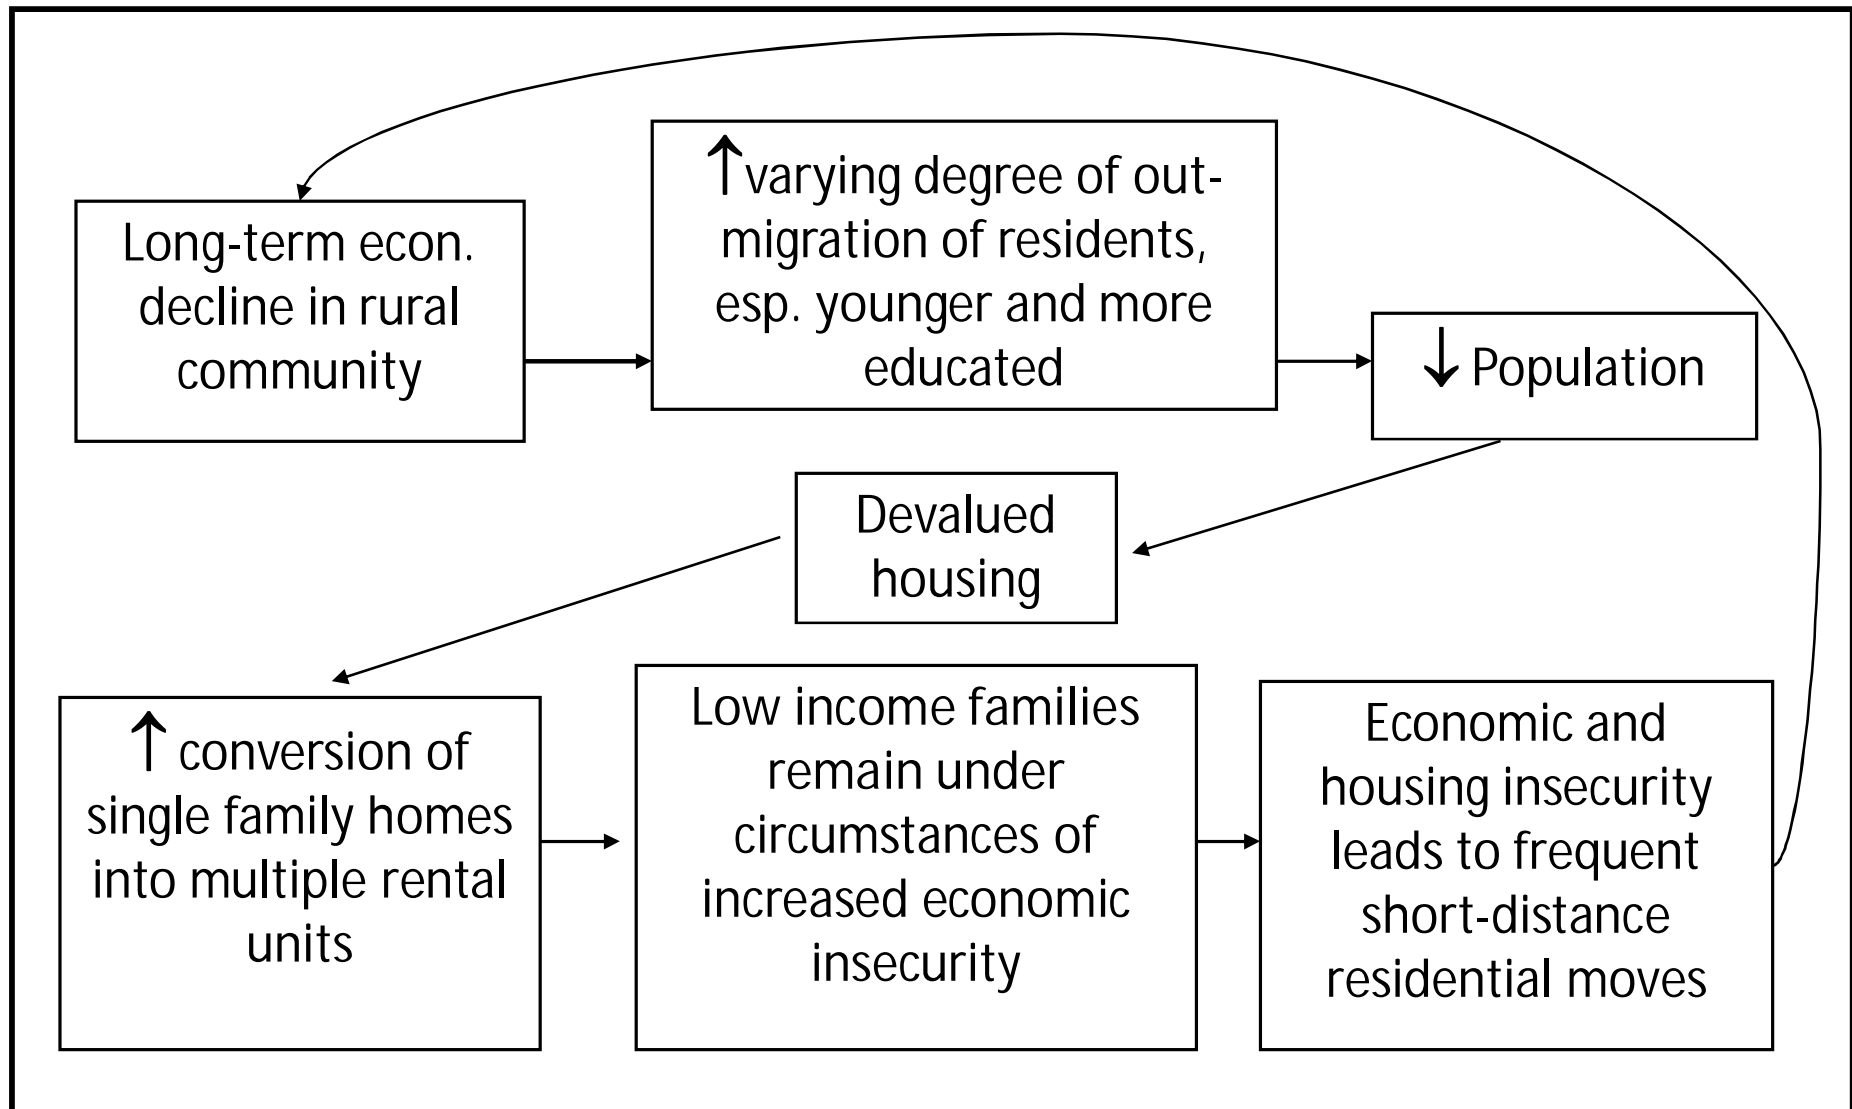 Long-term econ.
decline in rural
community
↑varying degree of out-
migration of residents,
esp. younger and more
educated
↓ Population
Devalued
housing
↑ conversion of
single family homes
into multiple rental
units
Low income families
remain under
circumstances of
increased economic
insecurity
Economic and
housing insecurity
leads to frequent
short-distance
residential moves